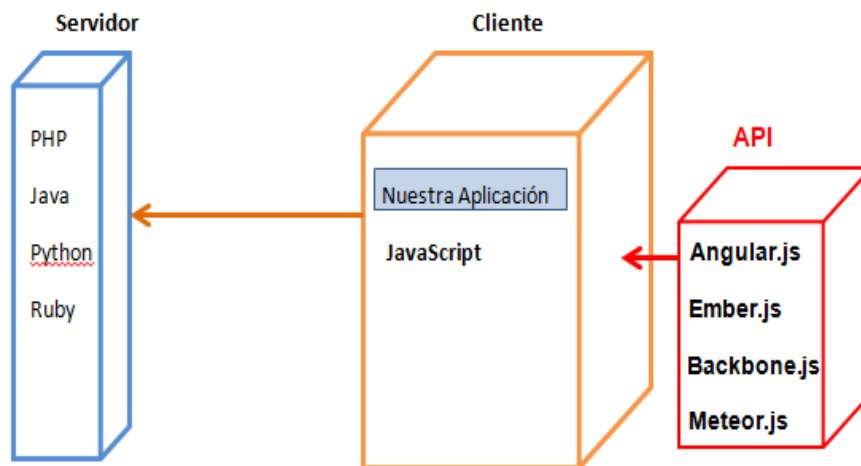 Servidor
PHP
Java
Python
Ruby
Cliente
Nuestra Aplicación
JavaScript
API
Angular.js
Ember.js
Backbone.js
Meteor.js